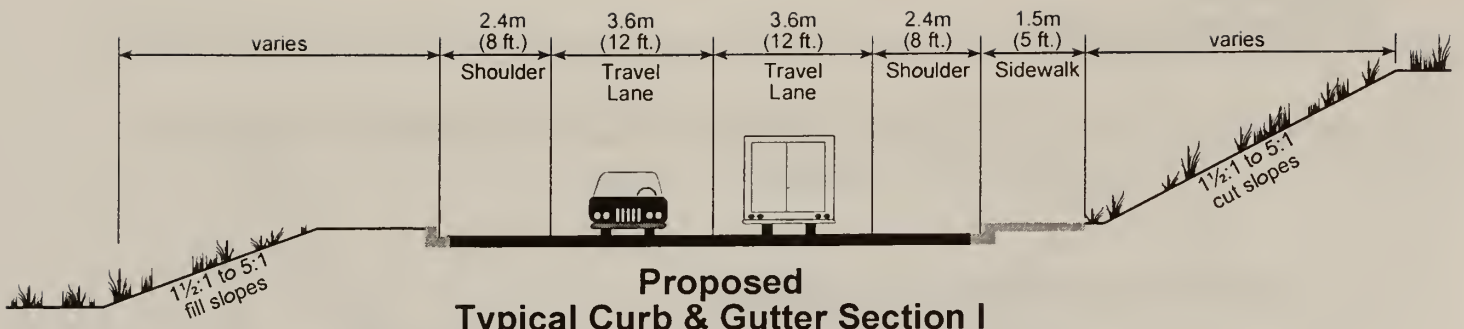 varies
2.4m
(8 ft.)
Shoulder
3.6m
(12 ft.)
Travel
Lane
3.6m
(12 ft.)
Travel
Lane
2.4m
(8 ft.)
Shoulder
1.5m
(5 ft.)
Sidewalk
varies
1½:1 to 5:1
fill slopes
1½:1 to 5:1
cut slopes
Proposed
Typical Curb & Gutter Section I